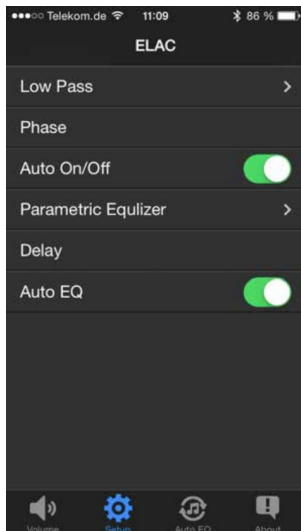 Telekom.de 11:09 86 %
ELAC
Low Pass
Phase
Auto On/Off
Parametric Equlizer
Delay
Auto EQ
Volume Setup Auto EQ About